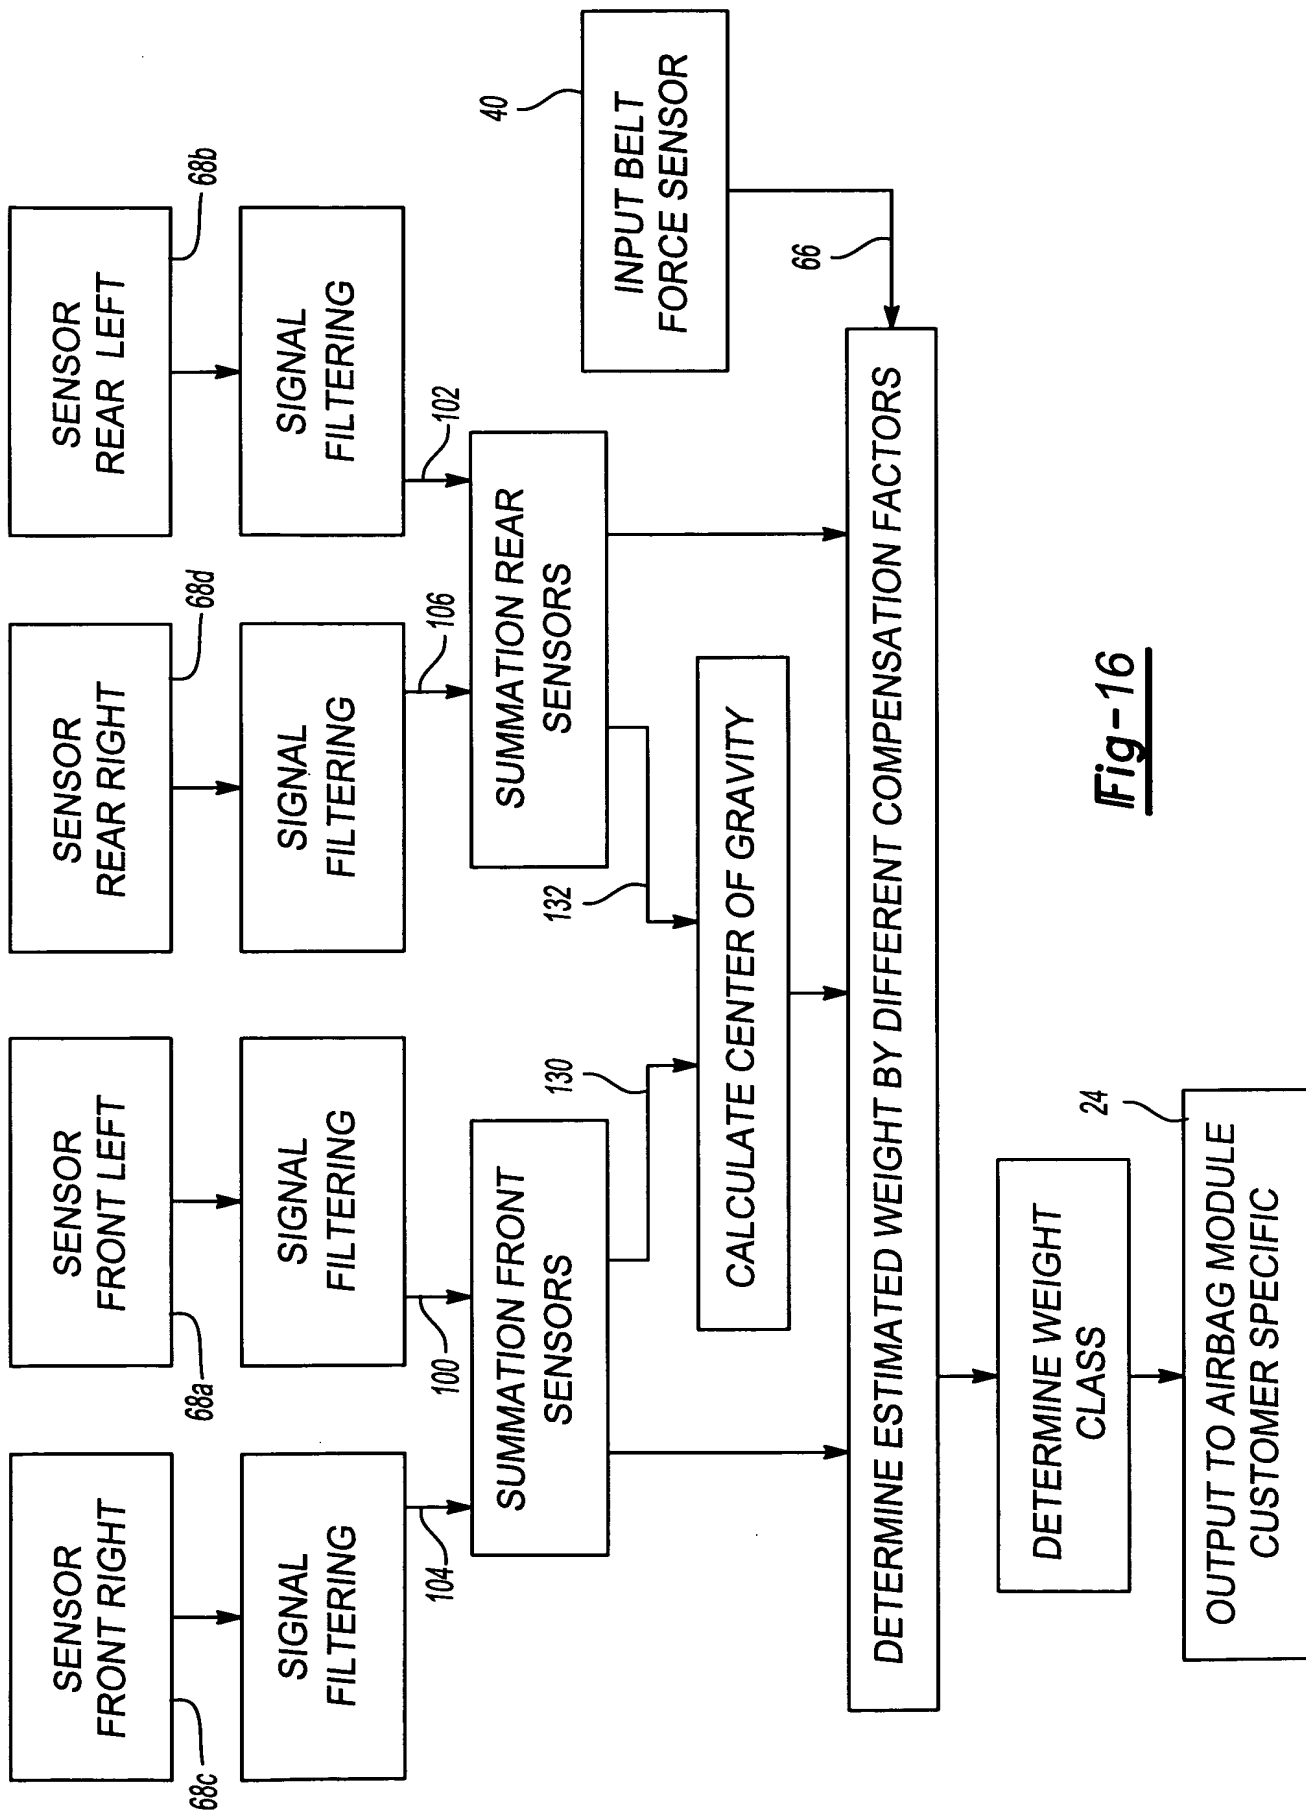 SENSOR
FRONT RIGHT
68c
SENSOR
FRONT LEFT
68a
SENSOR
REAR RIGHT
68d
SENSOR
REAR LEFT
68b
SIGNAL
FILTERING
SIGNAL
FILTERING
SIGNAL
FILTERING
SIGNAL
FILTERING
104
100
106
102
SUMMATION FRONT
SENSORS
SUMMATION REAR
SENSORS
40
INPUT BELT
FORCE SENSOR
130
132
66
CALCULATE CENTER OF GRAVITY
DETERMINE ESTIMATED WEIGHT BY DIFFERENT COMPENSATION FACTORS
DETERMINE WEIGHT
CLASS
24
OUTPUT TO AIRBAG MODULE
CUSTOMER SPECIFIC
Fig-16